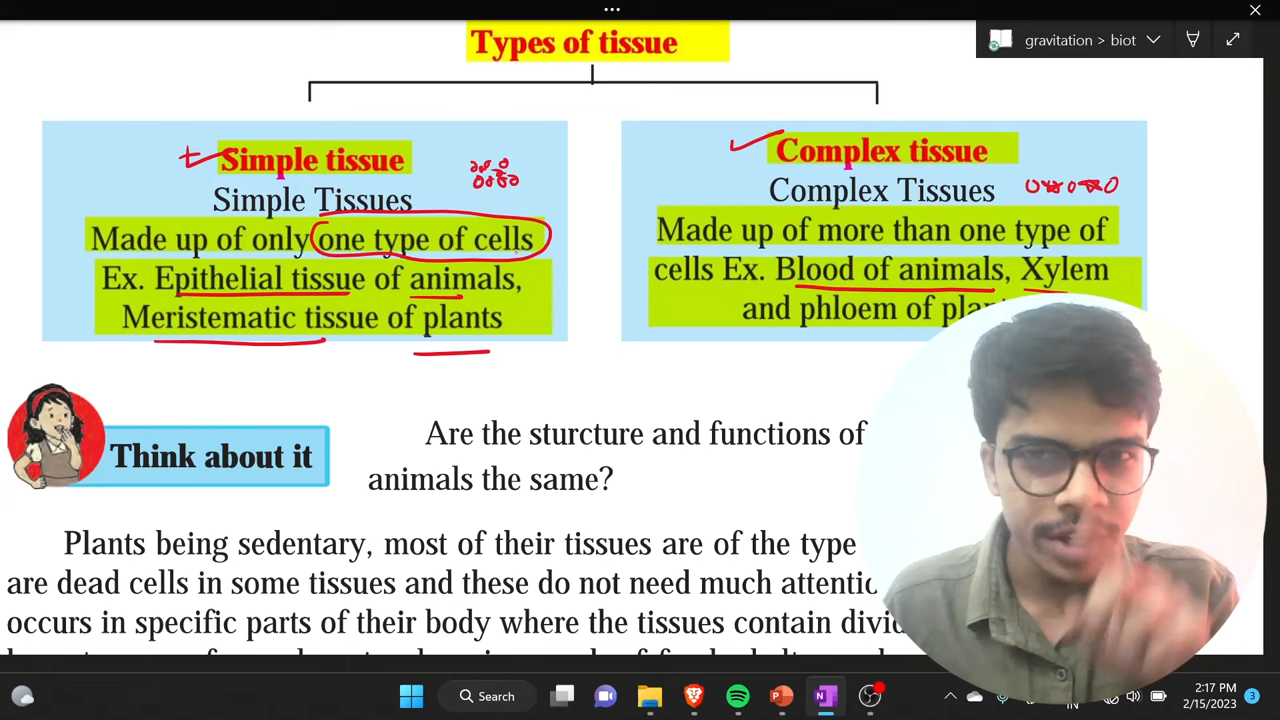 gravitation > biot
Types of tissue
Simple tissue
Simple Tissues
Made up of only one type of cells
Ex. Epithelial tissue of animals,
Meristematic tissue of plants
Complex tissue
Complex Tissues
Made up of more than one type of
cells Ex. Blood of animals, Xylem
and phloem of
Think about it
Are the sturcture and functions of
animals the same?
Plants being sedentary, most of their tissues are of the type
are dead cells in some tissues and these do not need much
occurs in specific parts of their body where the tissues contain
Search
IN
2:17 PM
2/15/2023
3